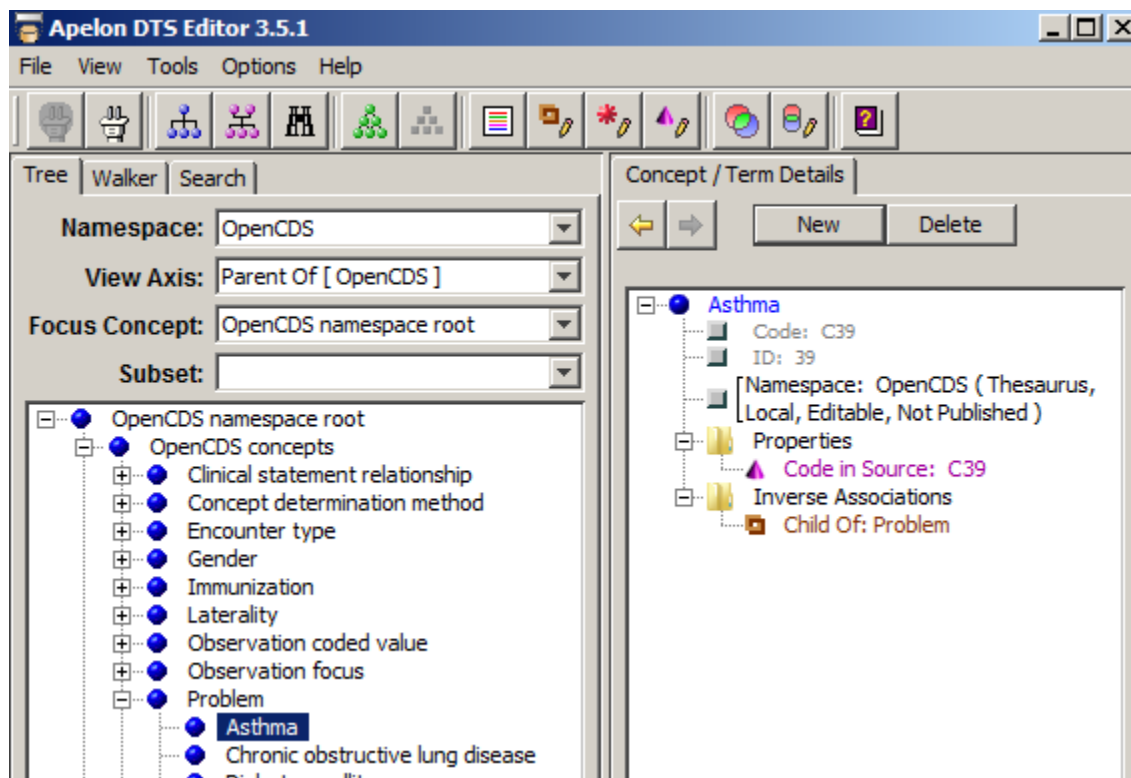 Apelon DTS Editor 3.5.1
File View Tools Options Help
Tree Walker Search
Namespace: OpenCDS
View Axis: Parent Of [ OpenCDS ]
Focus Concept: OpenCDS namespace root
Subset:
OpenCDS namespace root
OpenCDS concepts
Clinical statement relationship
Concept determination method
Encounter type
Gender
Immunization
Laterality
Observation coded value
Observation focus
Problem
Asthma
Chronic obstructive lung disease
Concept / Term Details
New Delete
Asthma
Code: C39
ID: 39
[Namespace: OpenCDS ( Thesaurus,
Local, Editable, Not Published )
Properties
Code in Source: C39
Inverse Associations
Child Of: Problem